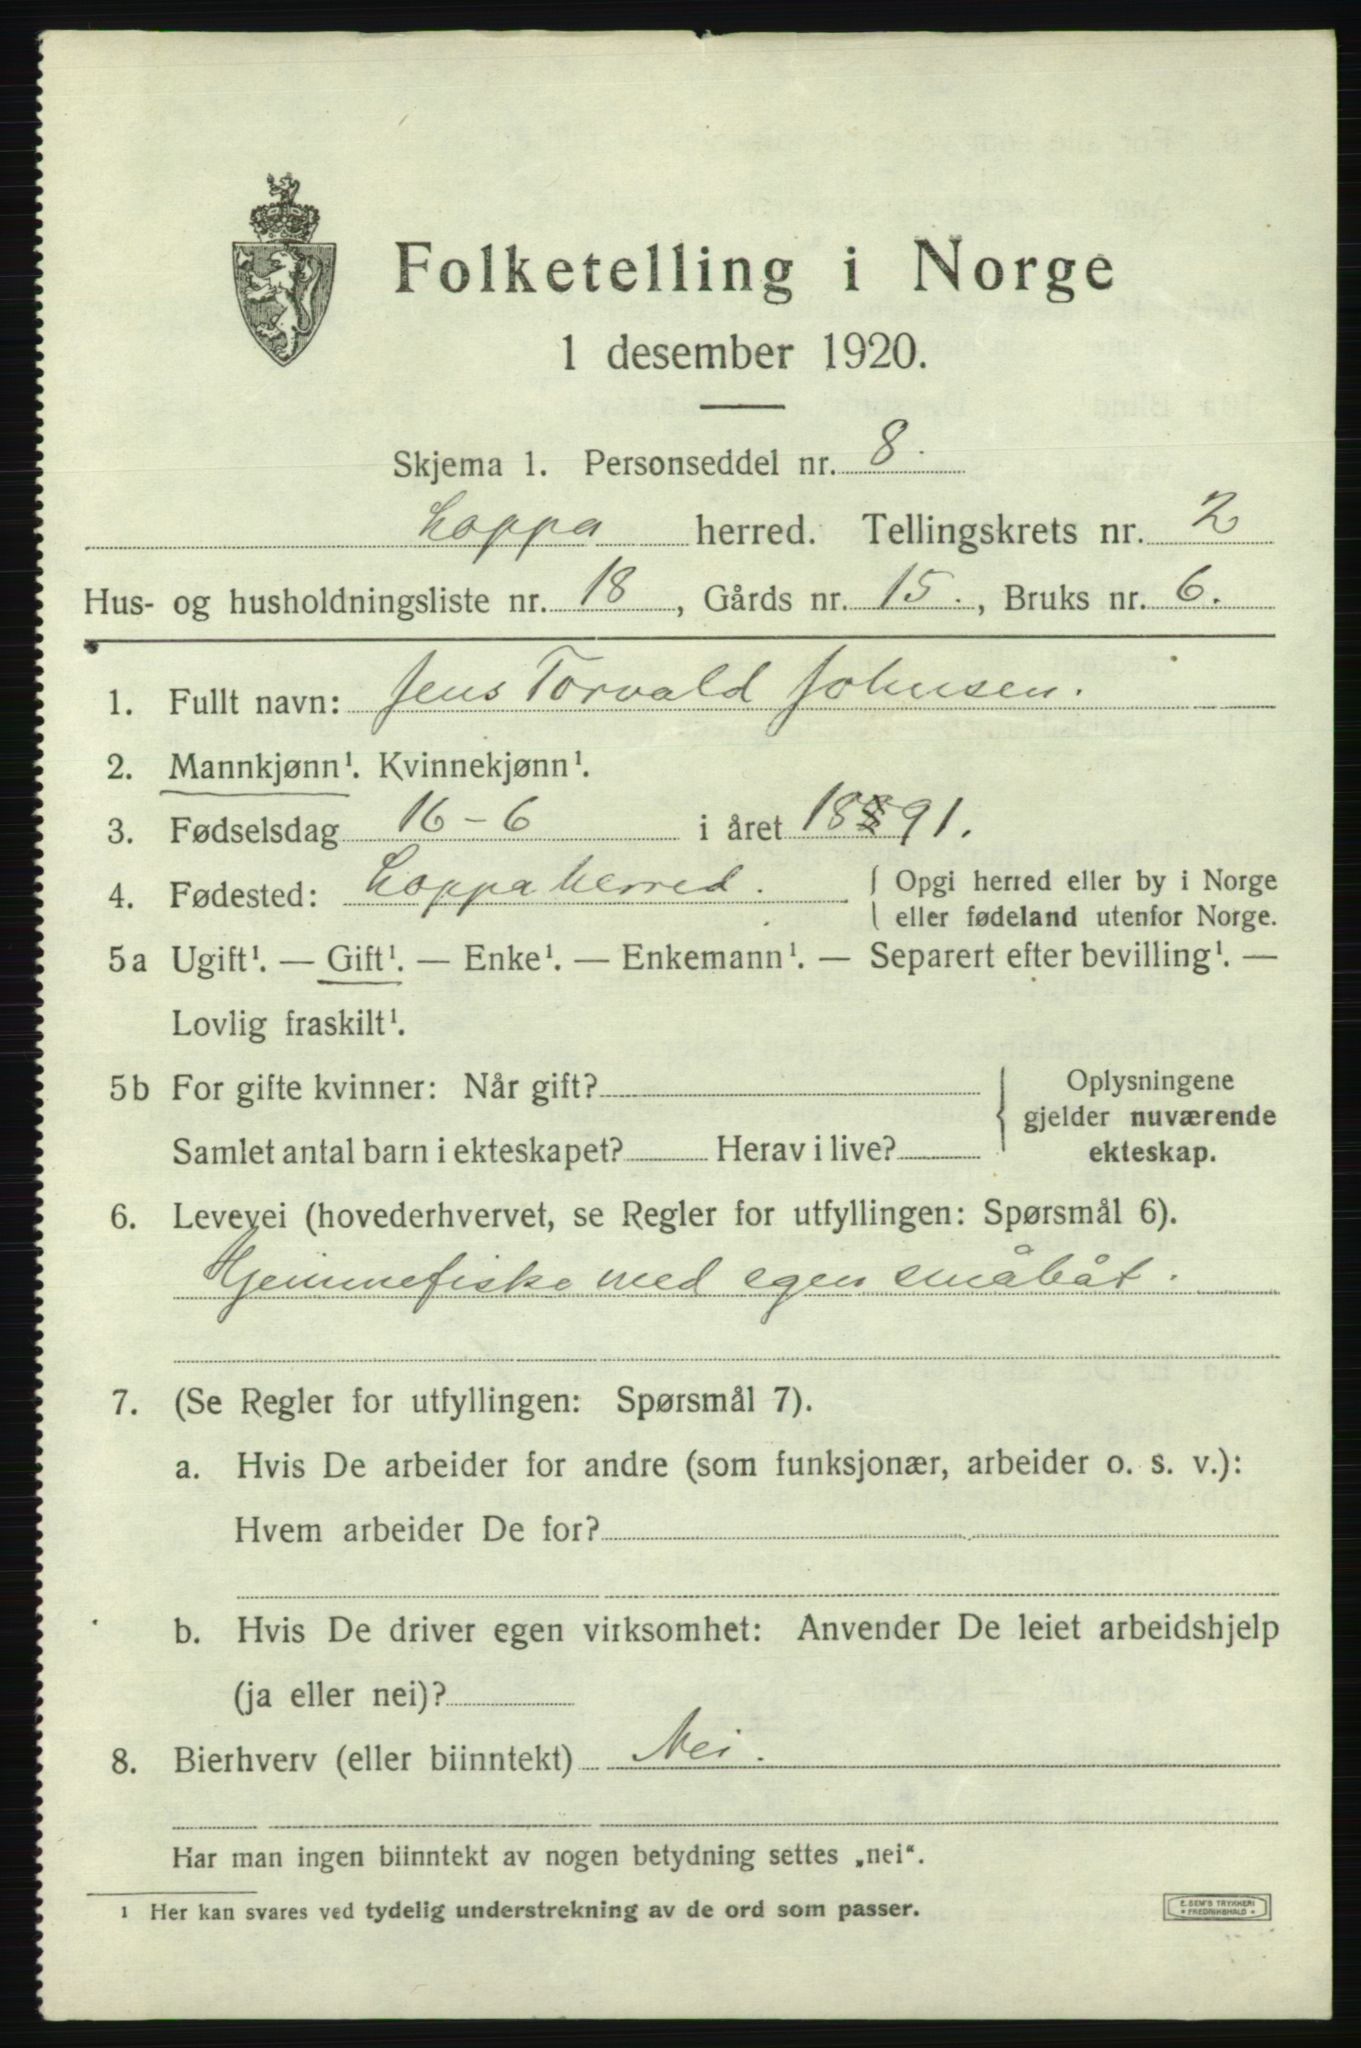 Folketelling i Norge
1 desember 1920.
Skjema 1. Personseddel nr. 8.
Loppa herred. Tellingskrets nr. 2
Hus- og husholdningsliste nr. 18, Gårds nr. 15., Bruks nr. 6.
1. Fullt navn: Jens Torvald Johnsen.
2. Mannkjønn¹. Kvinnekjønn¹.
3. Fødselsdag 16-6 i året 1891.
4. Fødested: Loppa herred. Opgi herred eller by i Norge
eller fødeland utenfor Norge.
5a Ugift¹. — Gift¹. — Enke¹. — Enkemann¹. — Separert efter bevilling¹. —
Lovlig fraskilt¹.
5b For gifte kvinner: Når gift? Oplysningene
gjelder nuværende
Samlet antal barn i ekteskapet? Herav i live? ekteskap.
6. Levevei (hovederhvervet, se Regler for utfyllingen: Spørsmål 6).
Hjemmefiske med egen småbåt.
7. (Se Regler for utfyllingen: Spørsmål 7).
a. Hvis De arbeider for andre (som funksjonær, arbeider o. s. v.):
Hvem arbeider De for?
b. Hvis De driver egen virksomhet: Anvender De leiet arbeidshjelp
(ja eller nei)?
8. Bierhverv (eller biinntekt) Nei.
Har man ingen biinntekt av nogen betydning settes „nei“.
¹ Her kan svares ved tydelig understrekning av de ord som passer.
E. SEM'S TRYKKERI
* FREDRIKSHALD *